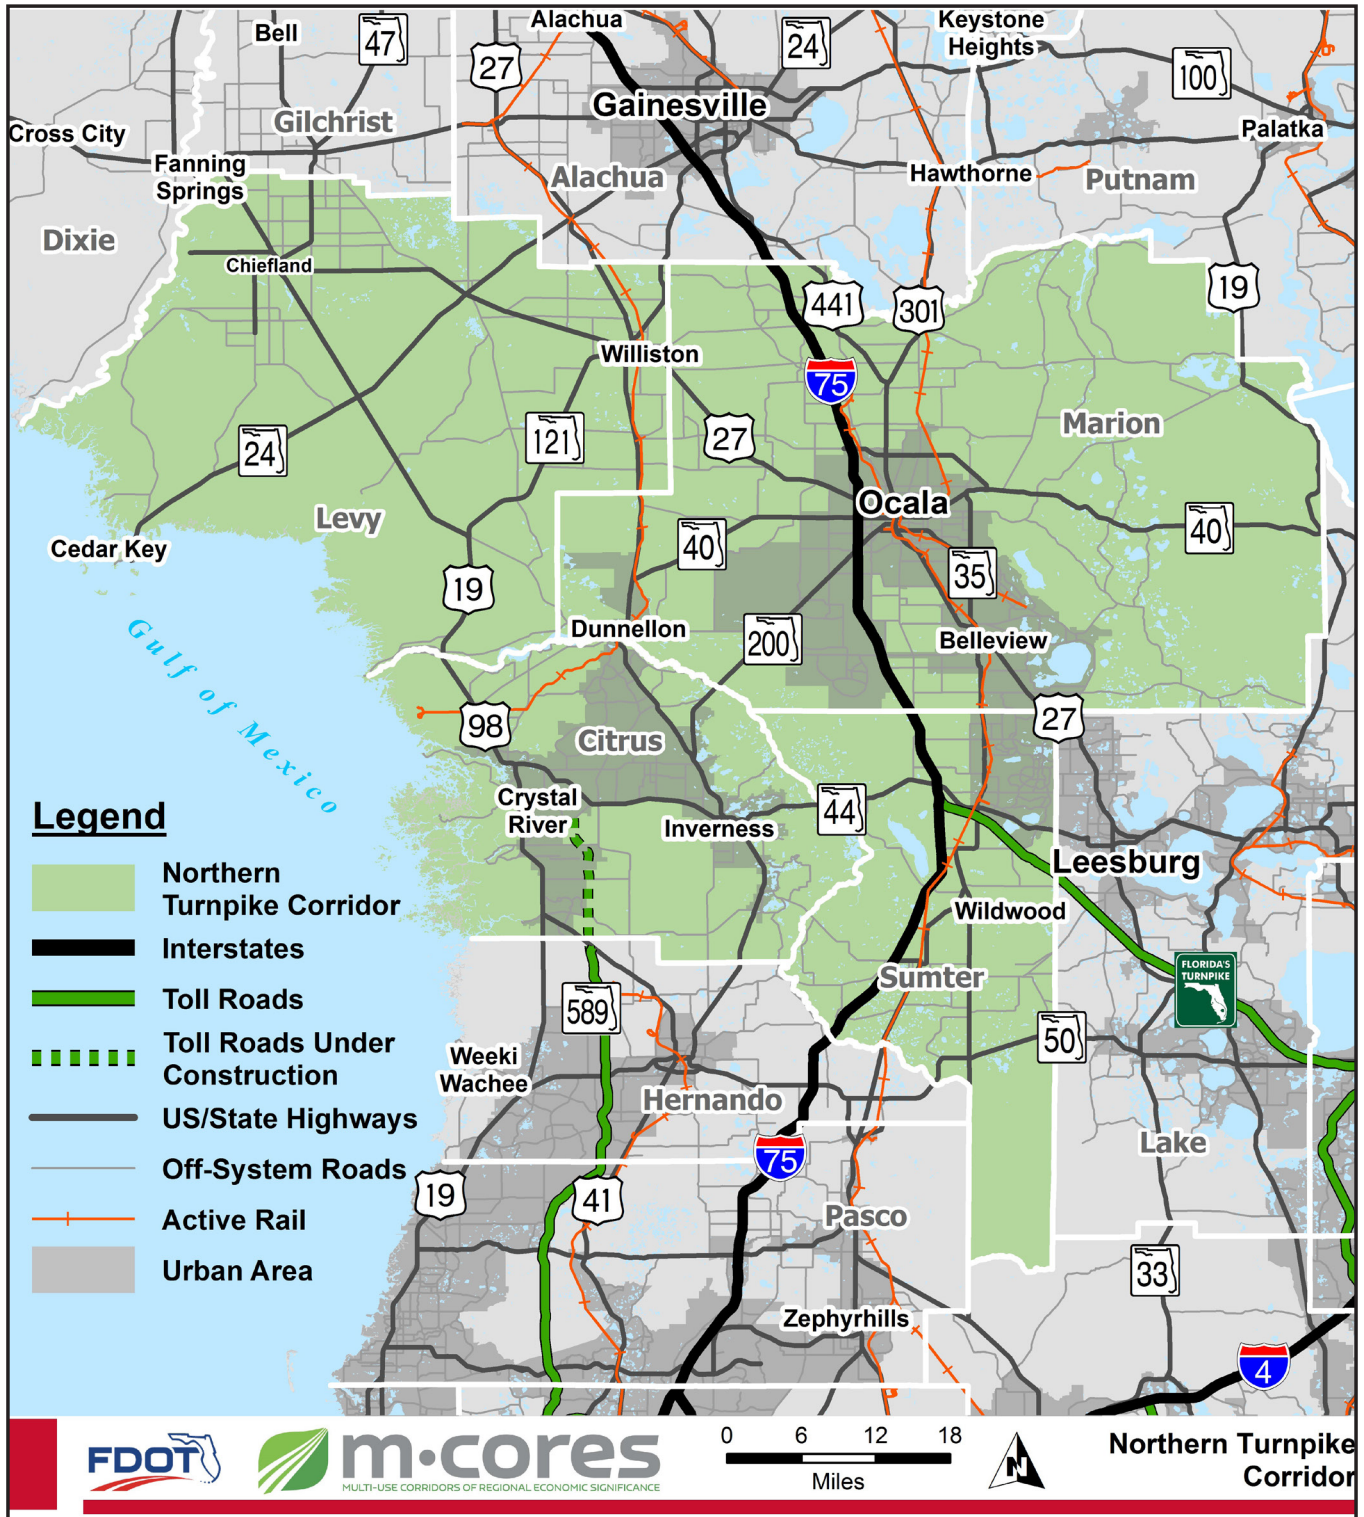 Bell
47
Alachua
24
Keystone
Heights
27
100
Gainesville
Gilchrist
Cross City
Palatka
Fanning
Springs
Alachua
Hawthorne
Putnam
Dixie
Chiefland
19
441
301
Williston
75
Marion
24
121
27
Levy
Ocala
40
40
Cedar Key
35
19
Dunnellon
200
Belleview
Gulf of Mexico
98
Citrus
27
Crystal
River
Inverness
44
Leesburg
Wildwood
Sumter
FLORIDA'S
TURNPIKE
589
50
Weeki
Wachee
Hernando
Lake
75
19
41
Pasco
33
Zephyrhills
4
Legend
Northern
Turnpike Corridor
Interstates
Toll Roads
Toll Roads Under
Construction
US/State Highways
Off-System Roads
Active Rail
Urban Area
FDOT
m·cores
MULTI-USE CORRIDORS OF REGIONAL ECONOMIC SIGNIFICANCE
0 6 12 18
Miles
N
Northern Turnpike
Corridor